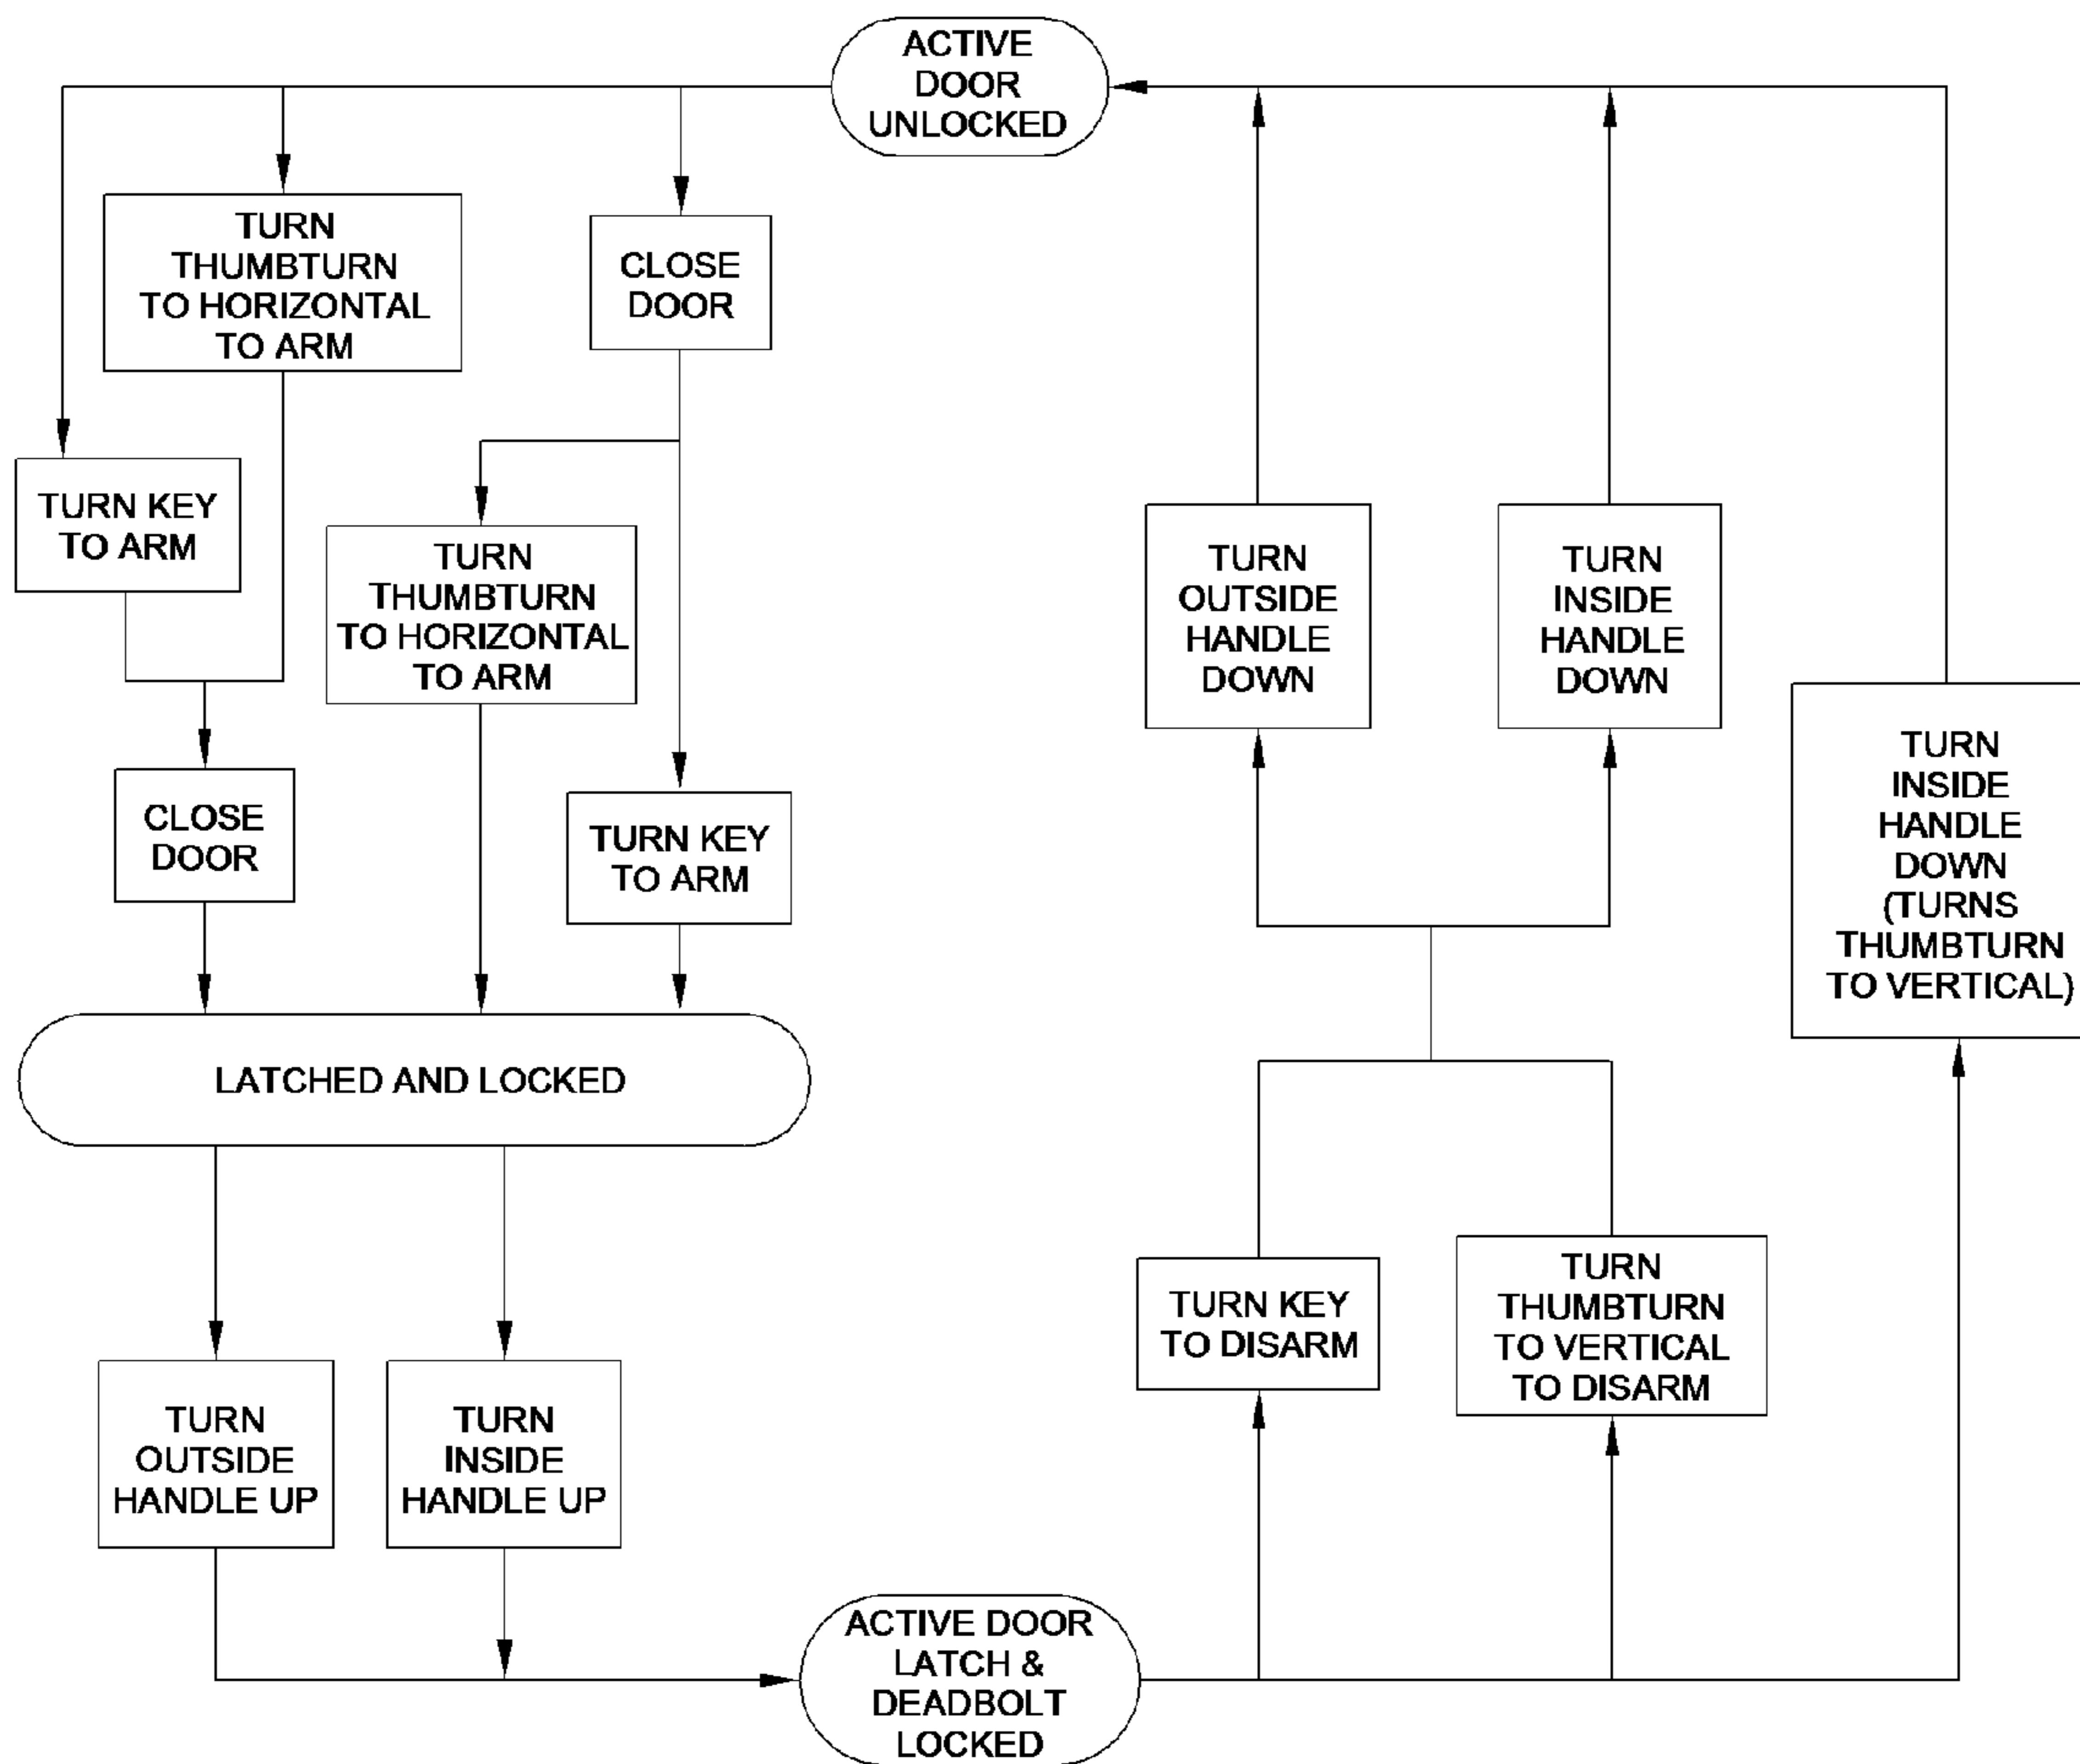 ACTIVE
DOOR
UNLOCKED
TURN
THUMBTURN
TO HORIZONTAL
TO ARM
CLOSE
DOOR
TURN KEY
TO ARM
TURN
THUMBTURN
TO HORIZONTAL
TO ARM
TURN
OUTSIDE
HANDLE
DOWN
TURN
INSIDE
HANDLE
DOWN
TURN
INSIDE
HANDLE
DOWN
(TURNS
THUMBTURN
TO VERTICAL)
CLOSE
DOOR
TURN KEY
TO ARM
LATCHED AND LOCKED
TURN KEY
TO DISARM
TURN
THUMBTURN
TO VERTICAL
TO DISARM
TURN
OUTSIDE
HANDLE UP
TURN
INSIDE
HANDLE UP
ACTIVE DOOR
LATCH &
DEADBOLT
LOCKED